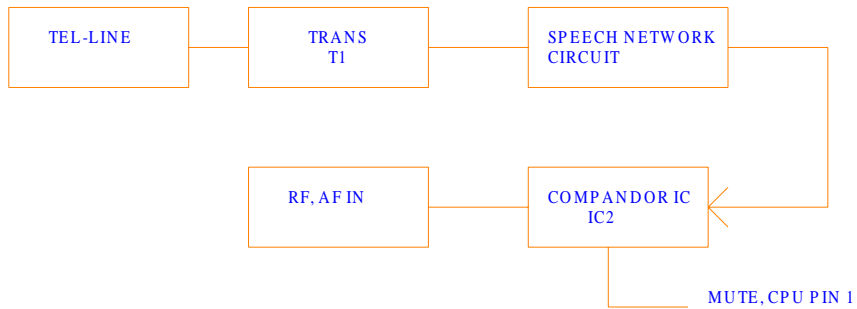 TEL-LINE
TRANS
T1
SPEECH NETWORK
CIRCUIT
RF, AF IN
COMPANDOR IC
IC2
MUTE, CPU PIN 1